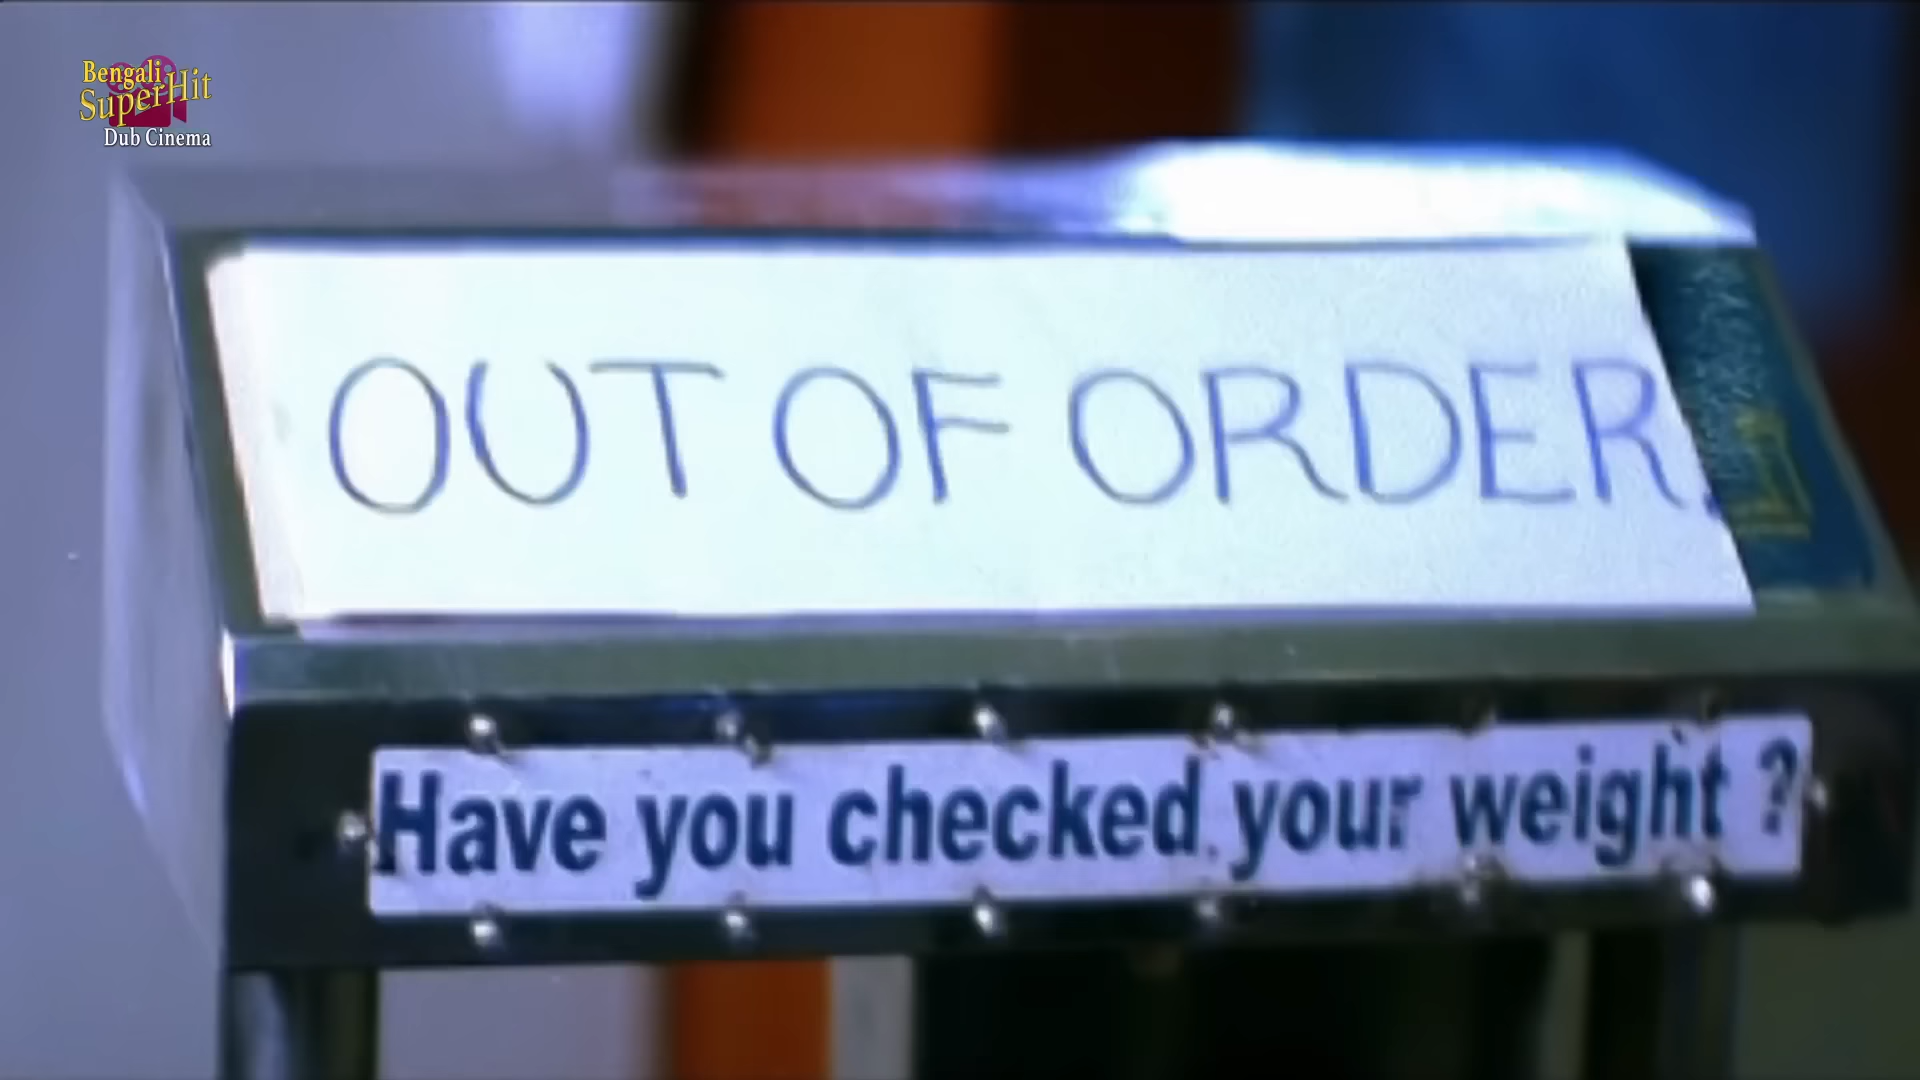 Bengali
SuperHit
Dub Cinema
OUT OF ORDER.
Have you checked your weight ?